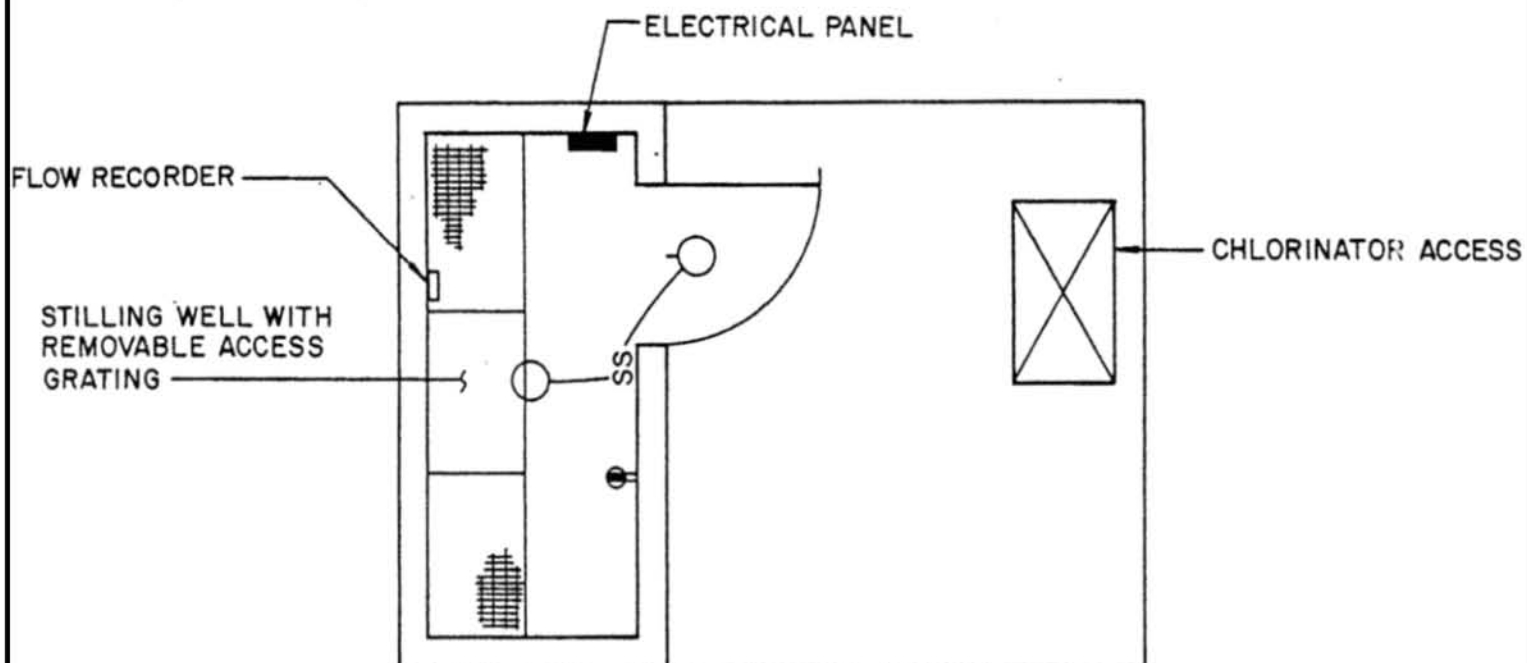 ELECTRICAL PANEL
FLOW RECORDER
CHLORINATOR ACCESS
STILLING WELL WITH
REMOVABLE ACCESS
GRATING
SS